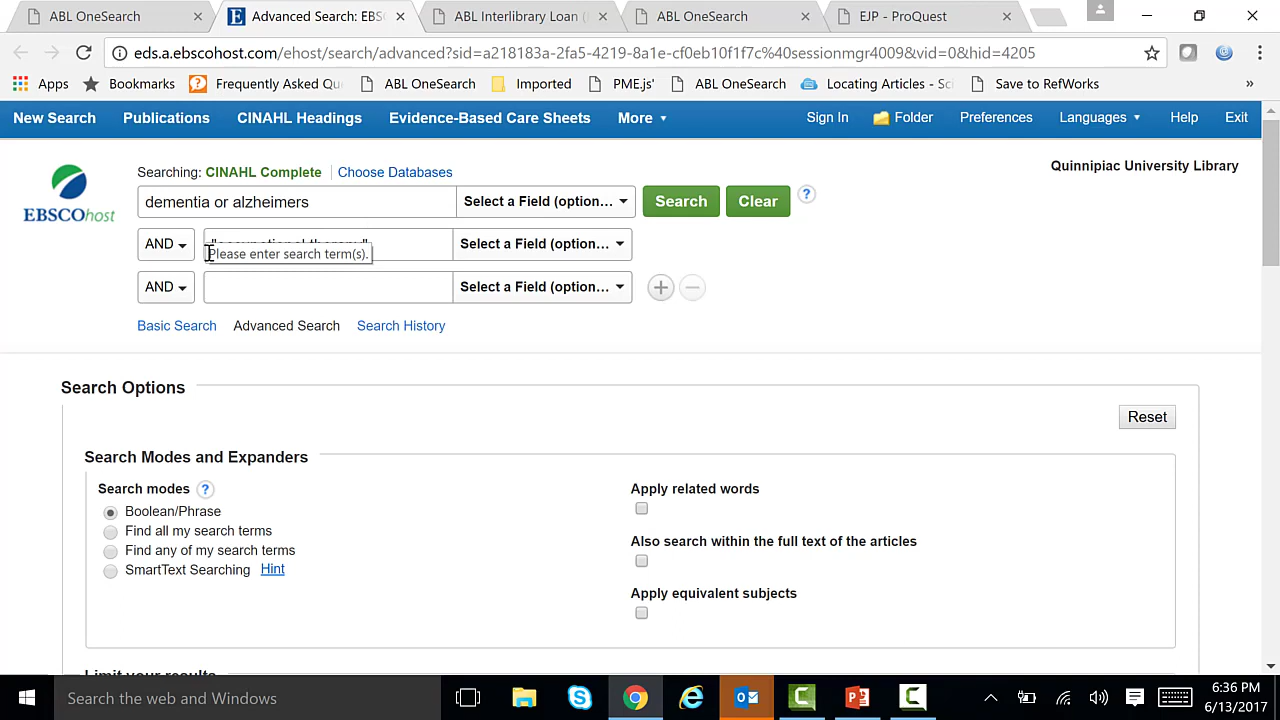 ABL OneSearch
Advanced Search: EBS
ABL Interlibrary Loan (
ABL OneSearch
EJP - ProQuest
eds.a.ebscohost.com/ehost/search/advanced?sid=a218183a-2fa5-4219-8a1e-cf0eb10f1f7c%40sessionmgr4009&vid=0&hid=4205
Apps Bookmarks Frequently Asked Qu ABL OneSearch Imported PME.js' ABL OneSearch Locating Articles - Sci Save to RefWorks »
New Search Publications CINAHL Headings Evidence-Based Care Sheets More Sign In Folder Preferences Languages Help Exit
Quinnipiac University Library
Searching: CINAHL Complete Choose Databases
EBSCOhost
dementia or alzheimers Select a Field (option... Search Clear ?
AND "occupational therapy" Select a Field (option...
Please enter search term(s).
AND Select a Field (option...
Basic Search Advanced Search Search History
Search Options
Reset
Search Modes and Expanders
Search modes ?
Boolean/Phrase
Find all my search terms
Find any of my search terms
SmartText Searching Hint
Apply related words
Also search within the full text of the articles
Apply equivalent subjects
Limit your results
Search the web and Windows
6:36 PM
6/13/2017